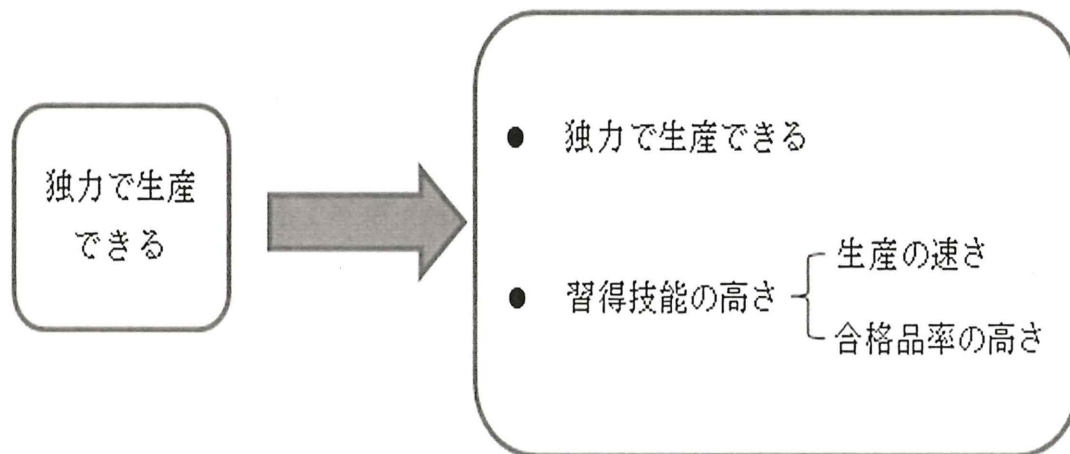 独力で生産
できる
● 独力で生産できる
● 習得技能の高さ
生産の速さ
合格品率の高さ